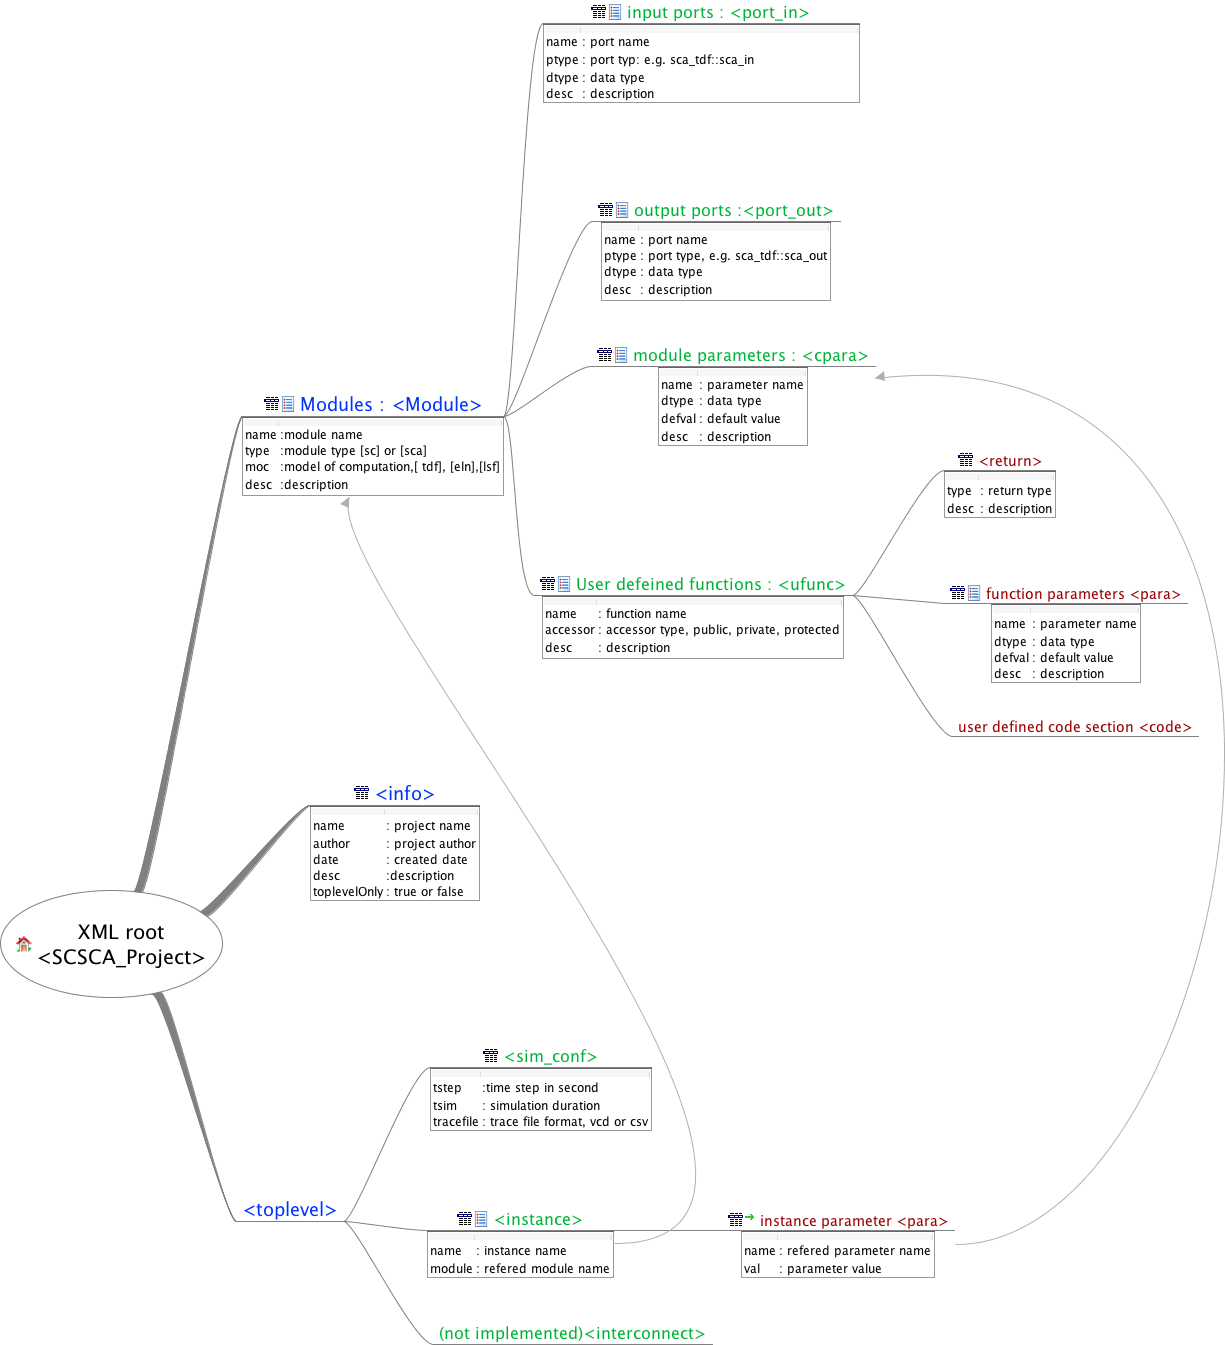 input ports : <port_in>
name : port name
ptype : port typ: e.g. sca_tdf::sca_in
dtype : data type
desc : description
output ports :<port_out>
name : port name
ptype : port type, e.g. sca_tdf::sca_out
dtype : data type
desc : description
module parameters : <cpara>
name : parameter name
dtype : data type
defval : default value
desc : description
Modules : <Module>
name :module name
type :module type [sc] or [sca]
moc :model of computation,[ tdf], [eln],[lsf]
desc :description
<return>
type : return type
desc : description
User defeined functions : <ufunc>
name : function name
accessor : accessor type, public, private, protected
desc : description
function parameters <para>
name : parameter name
dtype : data type
defval : default value
desc : description
user defined code section <code>
<info>
name : project name
author : project author
date : created date
desc :description
toplevelOnly : true or false
XML root
<SCSCA_Project>
<sim_conf>
tstep :time step in second
tsim : simulation duration
tracefile : trace file format, vcd or csv
<toplevel>
<instance>
name : instance name
module : refered module name
instance parameter <para>
name : refered parameter name
val : parameter value
(not implemented)<interconnect>